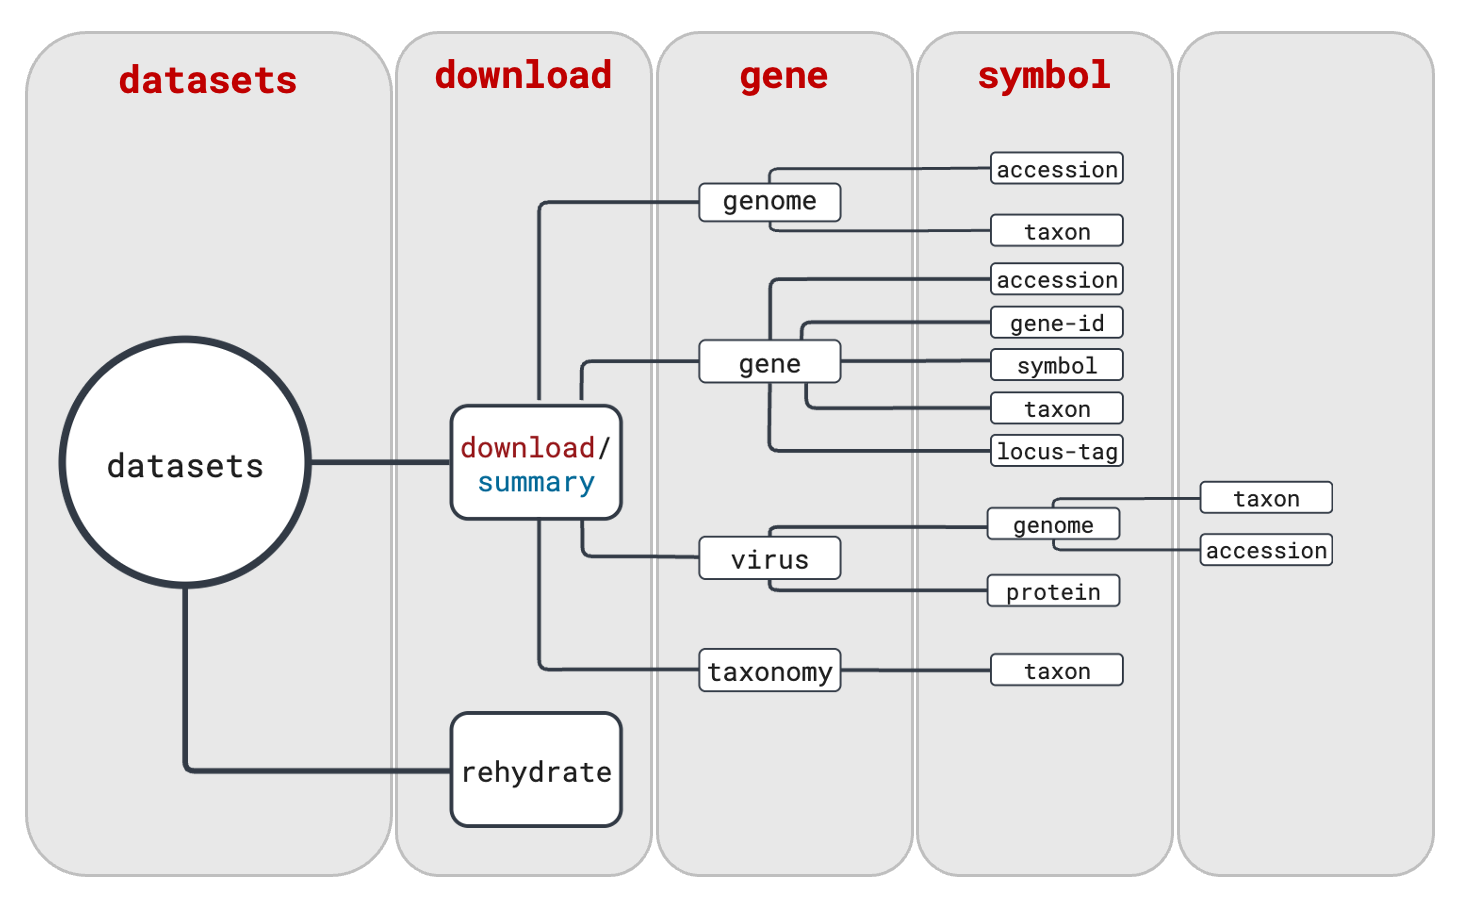 datasets
download
gene
symbol
accession
genome
taxon
accession
gene-id
gene
symbol
taxon
download/
summary
locus-tag
datasets
taxon
genome
accession
virus
protein
taxonomy
taxon
rehydrate